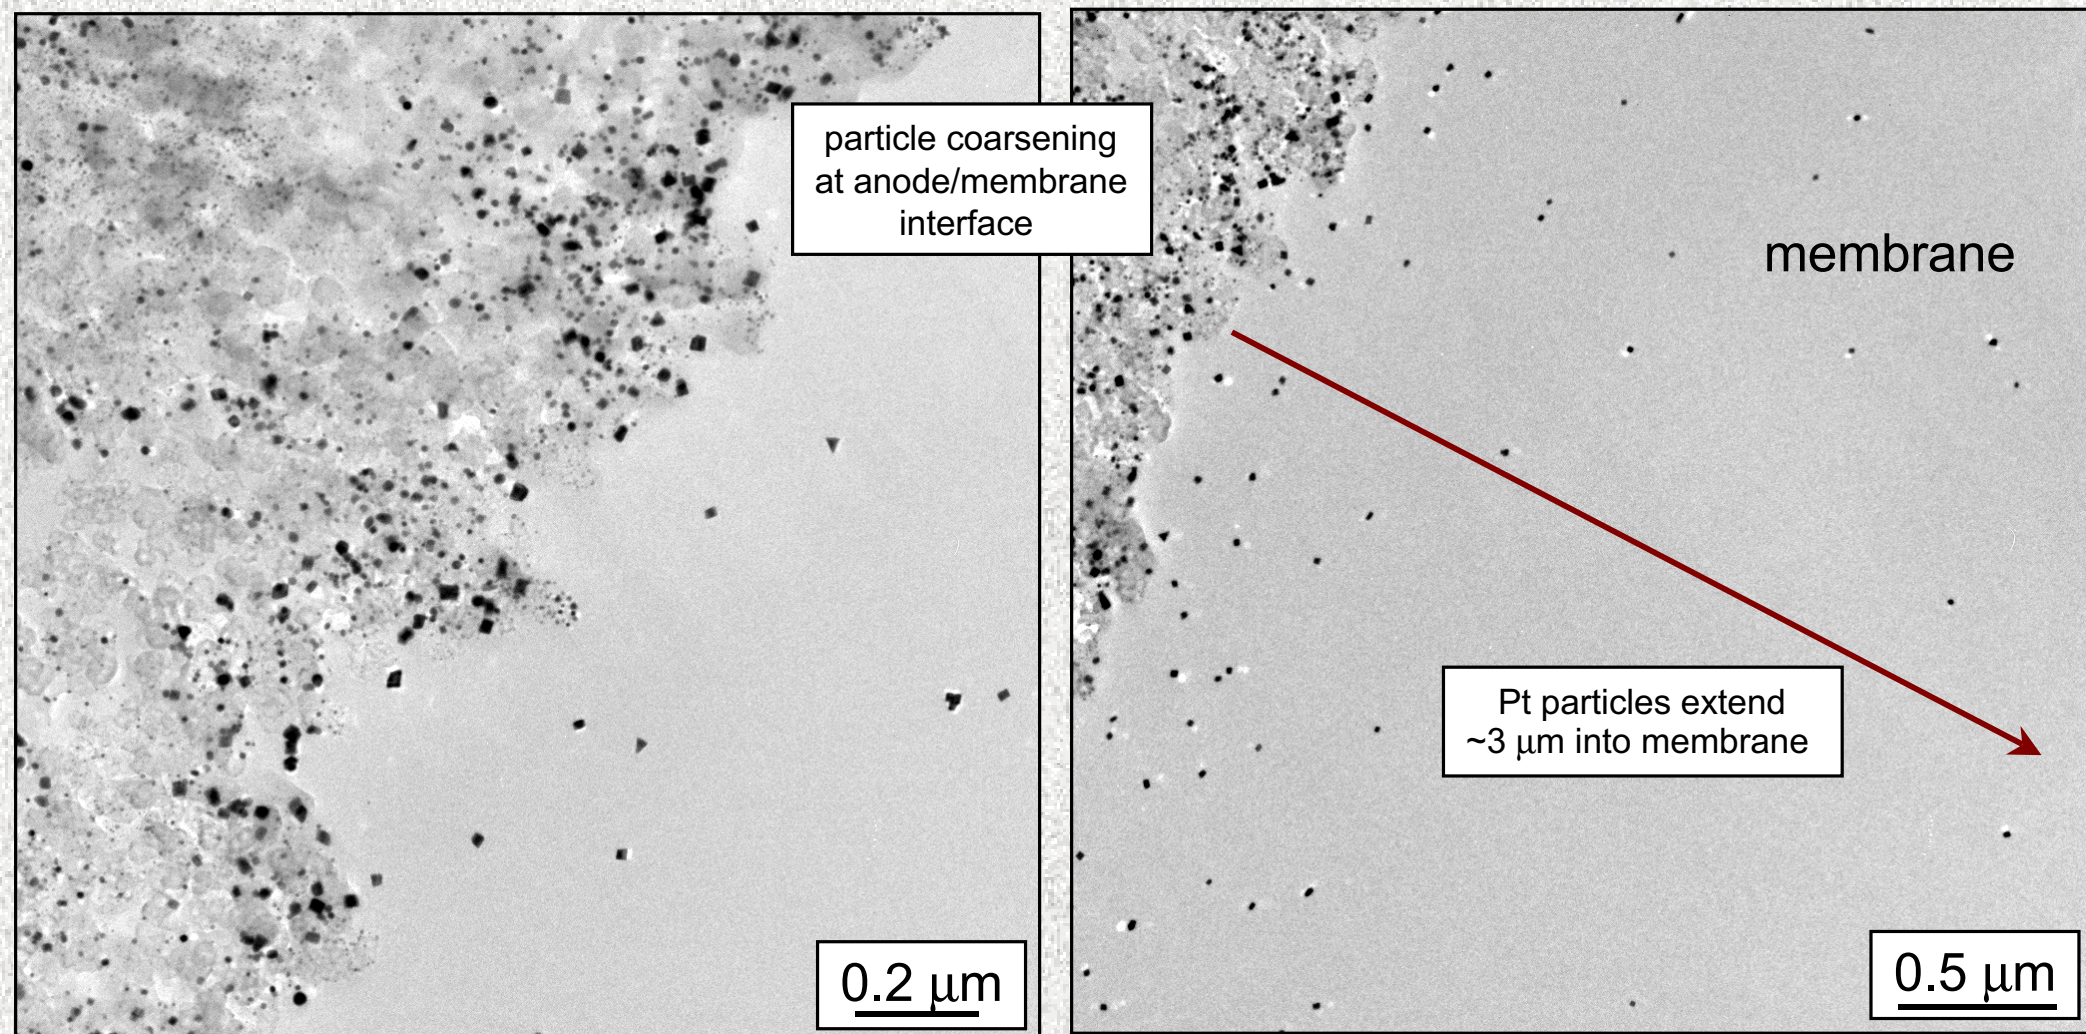 particle coarsening
at anode/membrane
interface
membrane
Pt particles extend
~3 μm into membrane
0.2 μm
0.5 μm